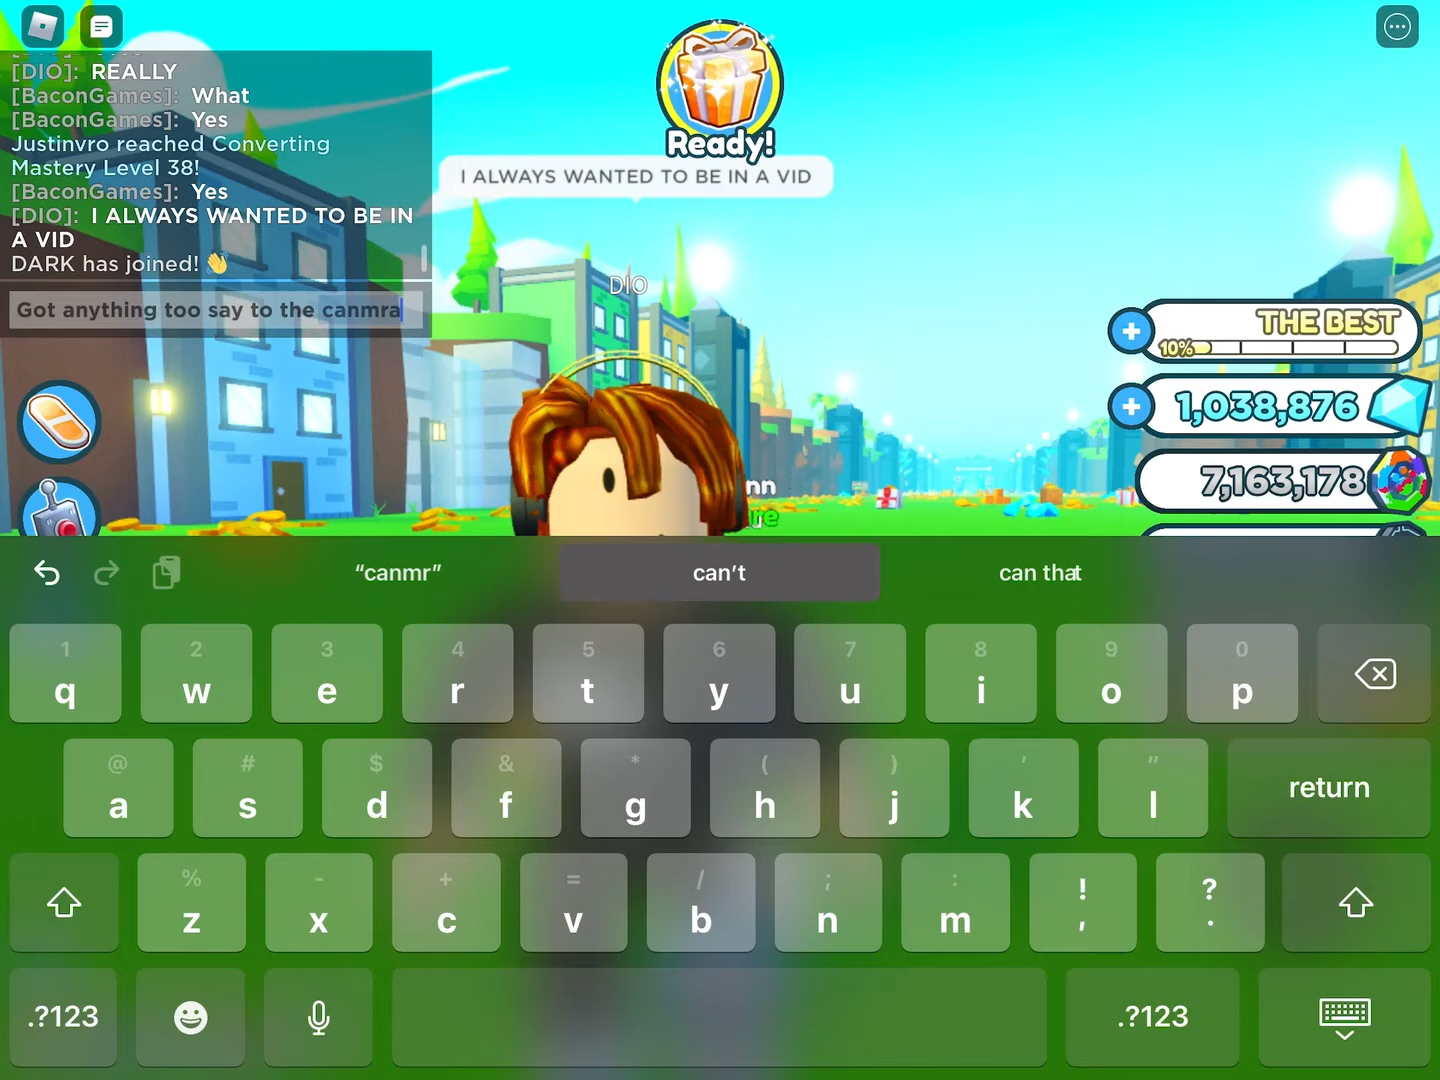 [DIO]: REALLY
[BaconGames]: What
[BaconGames]: Yes
Justinvro reached Converting
Mastery Level 38!
[BaconGames]: Yes
[DIO]: I ALWAYS WANTED TO BE IN
A VID
DARK has joined! 👋
Got anything too say to the canmra
Ready!
I ALWAYS WANTED TO BE IN A VID
DIO
THE BEST
10%
1,038,876
7,163,178
nn
“canmr” can’t can that
1 2 3 4 5 6 7 8 9 0
q w e r t y u i o p
@ # $ & * ( ) ' "
a s d f g h j k l return
% - + = / ; : ! ?
z x c v b n m , .
.?123 .?123